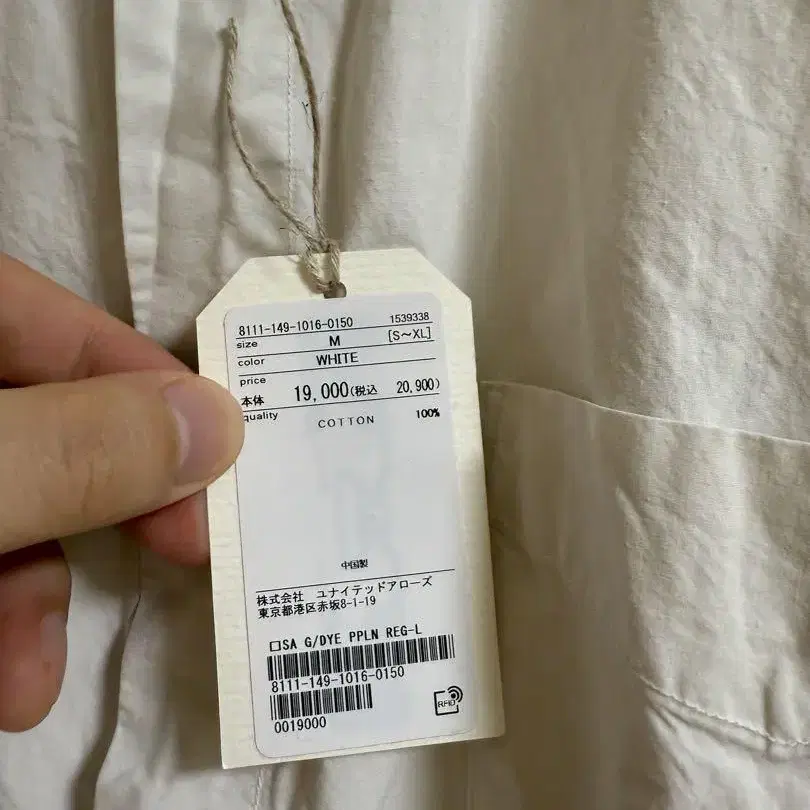 8111-149-1016-0150 1539338
size M [S~XL]
color WHITE
price
本体 19,000(税込 20,900)
quality COTTON 100%
中国製
株式会社 ユナイテッドアローズ
東京都港区赤坂8-1-19
□SA G/DYE PPLN REG-L
8111-149-1016-0150
0019000
RFID